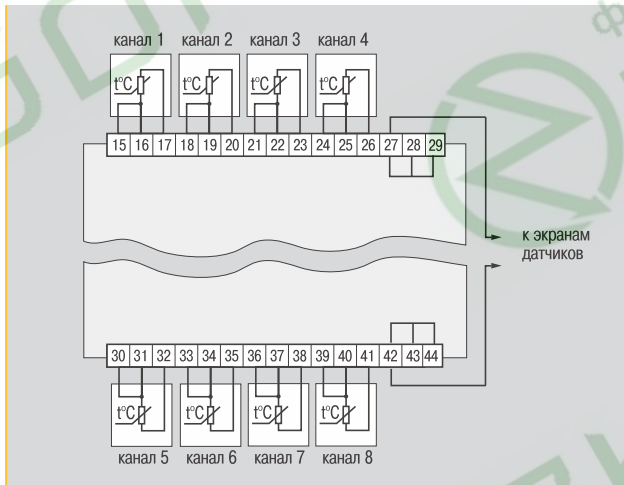 канал 1 канал 2 канал 3 канал 4
t°C t°C t°C t°C
15 16 17 18 19 20 21 22 23 24 25 26 27 28 29
к экранам
датчиков
30 31 32 33 34 35 36 37 38 39 40 41 42 43 44
t°C t°C t°C t°C
канал 5 канал 6 канал 7 канал 8